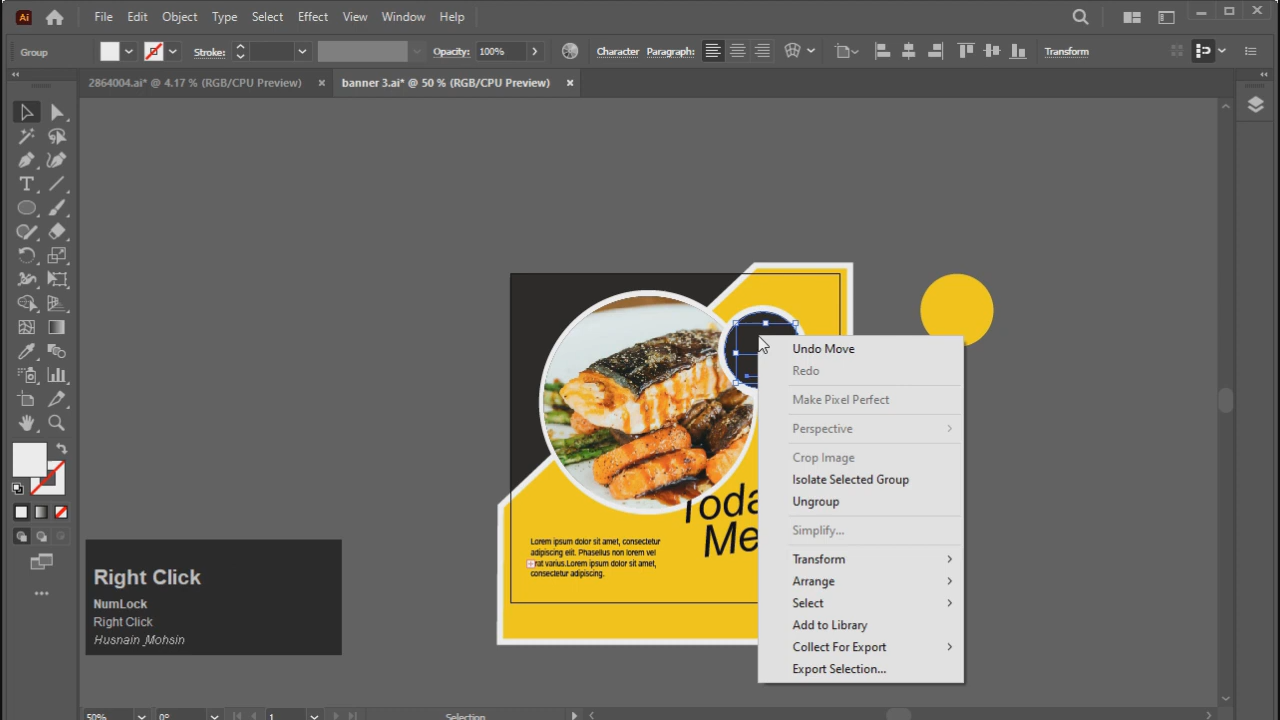 Ai
File Edit Object Type Select Effect View Window Help
Group
Stroke:
Opacity: 100%
Character Paragraph:
Transform
2864004.ai* @ 4.17 % (RGB/CPU Preview) ×
banner 3.ai* @ 50 % (RGB/CPU Preview) ×
Undo Move
Redo
Make Pixel Perfect
Perspective
Crop Image
Isolate Selected Group
Ungroup
Simplify...
Transform
Arrange
Select
Add to Library
Collect For Export
Export Selection...
Toda
Me
Lorem ipsum dolor sit amet, consectetur
adipiscing elit. Phasellus non lorem vel
rat varius.Lorem ipsum dolor sit amet,
consectetur adipiscing.
Right Click
NumLock
Right Click
Husnain Mohsin
50% 0° 1 Selection